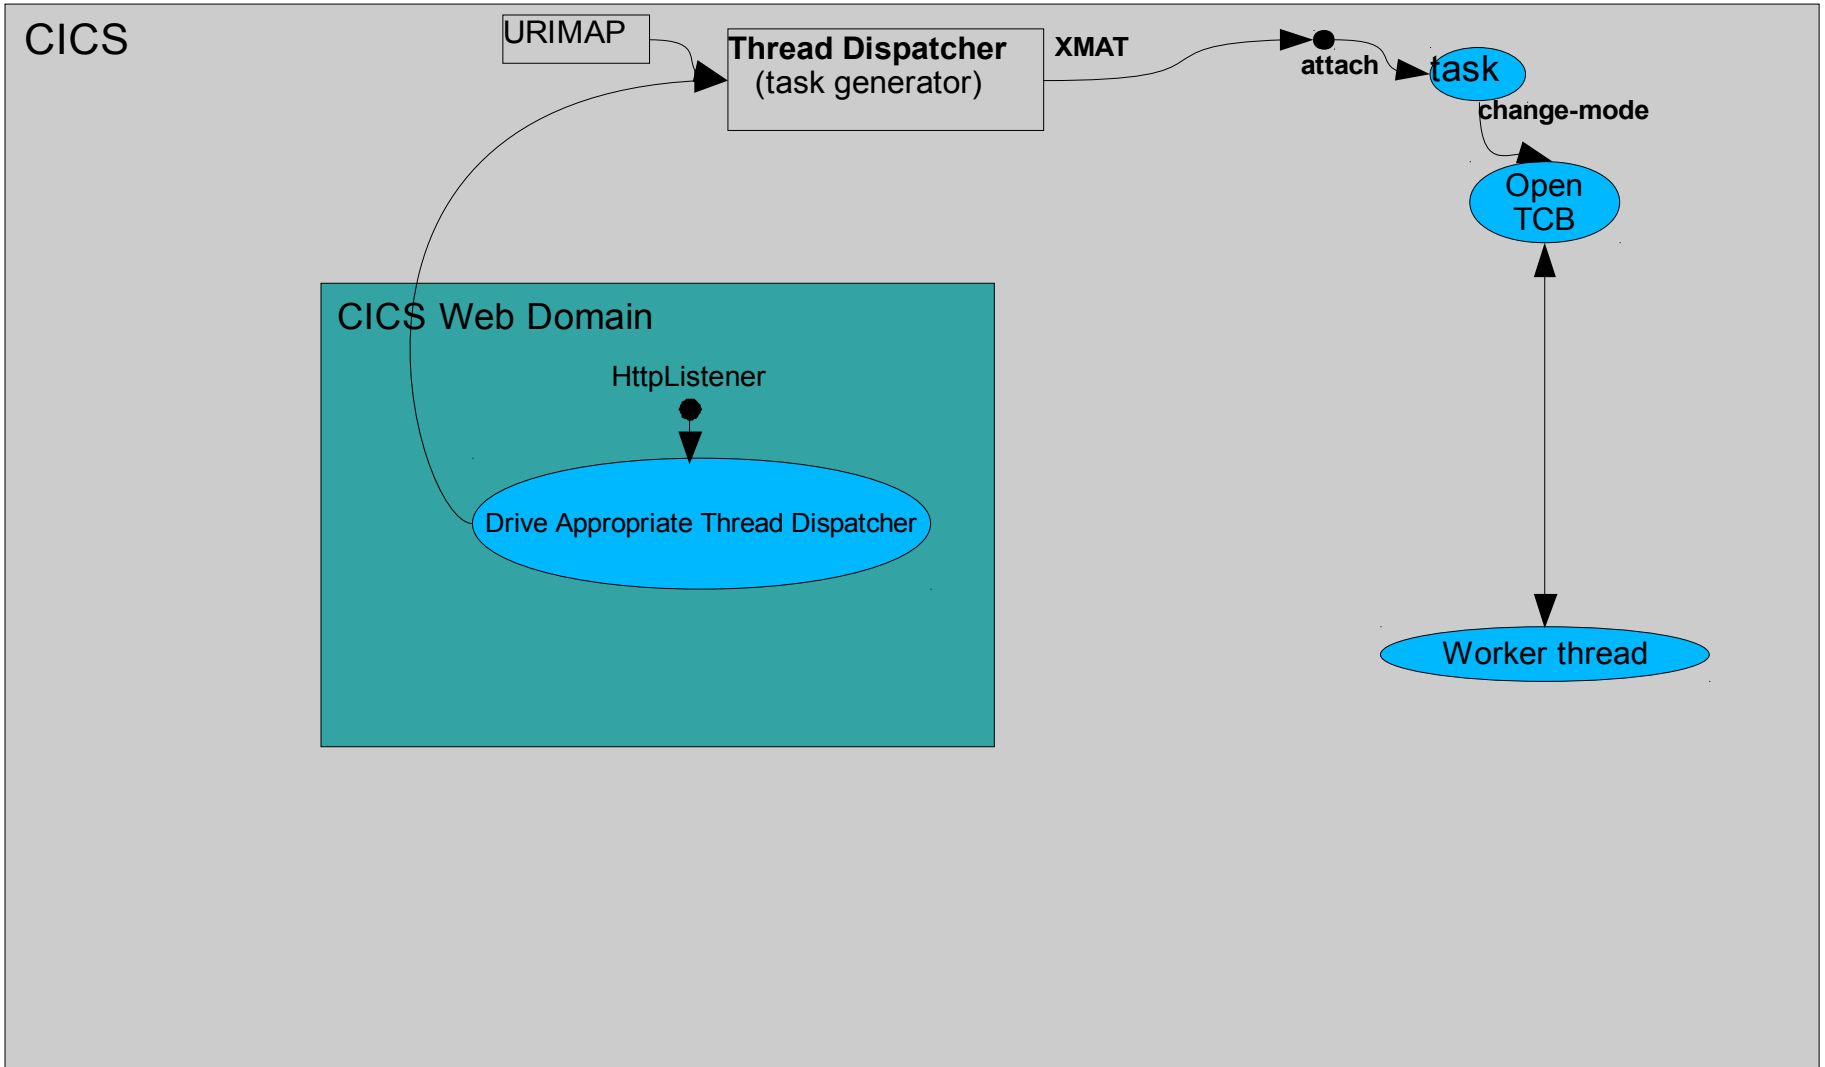 CICS
URIMAP
Thread Dispatcher
(task generator)
XMAT
attach
task
change-mode
Open
TCB
CICS Web Domain
HttpListener
Drive Appropriate Thread Dispatcher
Worker thread